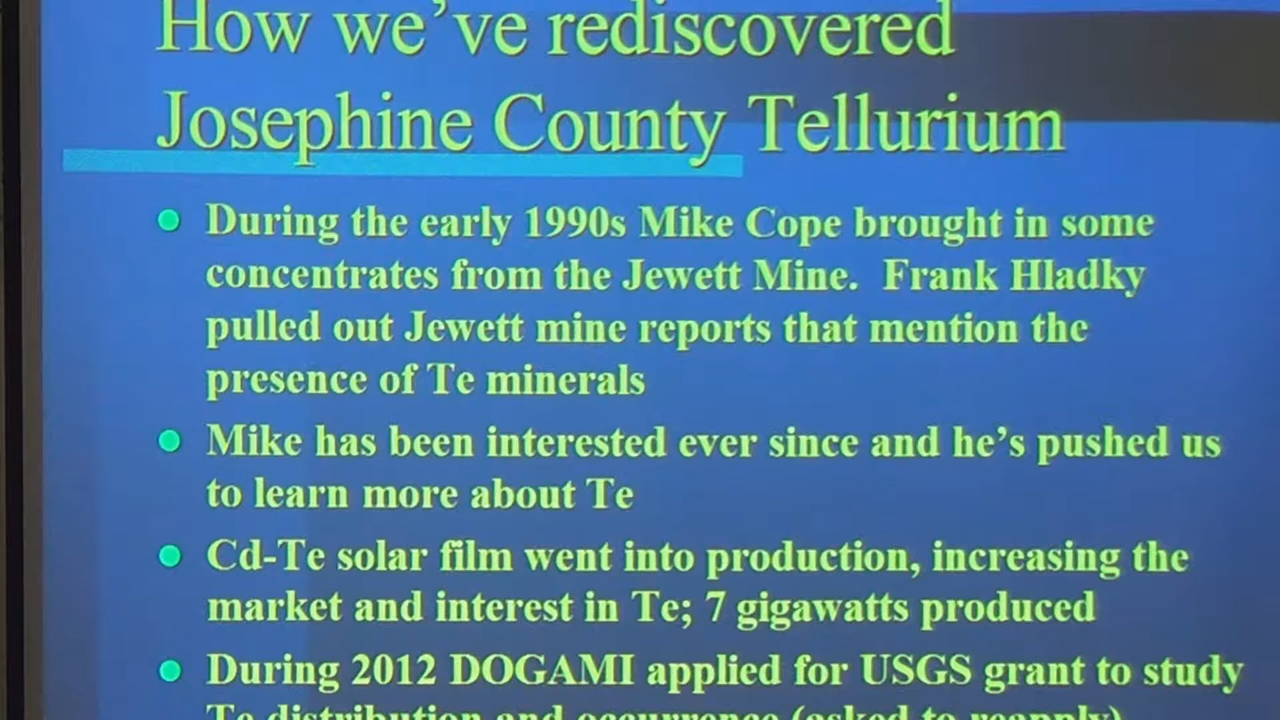 How we've rediscovered
Josephine County Tellurium
During the early 1990s Mike Cope brought in some
concentrates from the Jewett Mine.  Frank Hladky
pulled out Jewett mine reports that mention the
presence of Te minerals
Mike has been interested ever since and he's pushed us
to learn more about Te
Cd-Te solar film went into production, increasing the
market and interest in Te; 7 gigawatts produced
During 2012 DOGAMI applied for USGS grant to study
Te distribution and occurrence (asked to reapply)